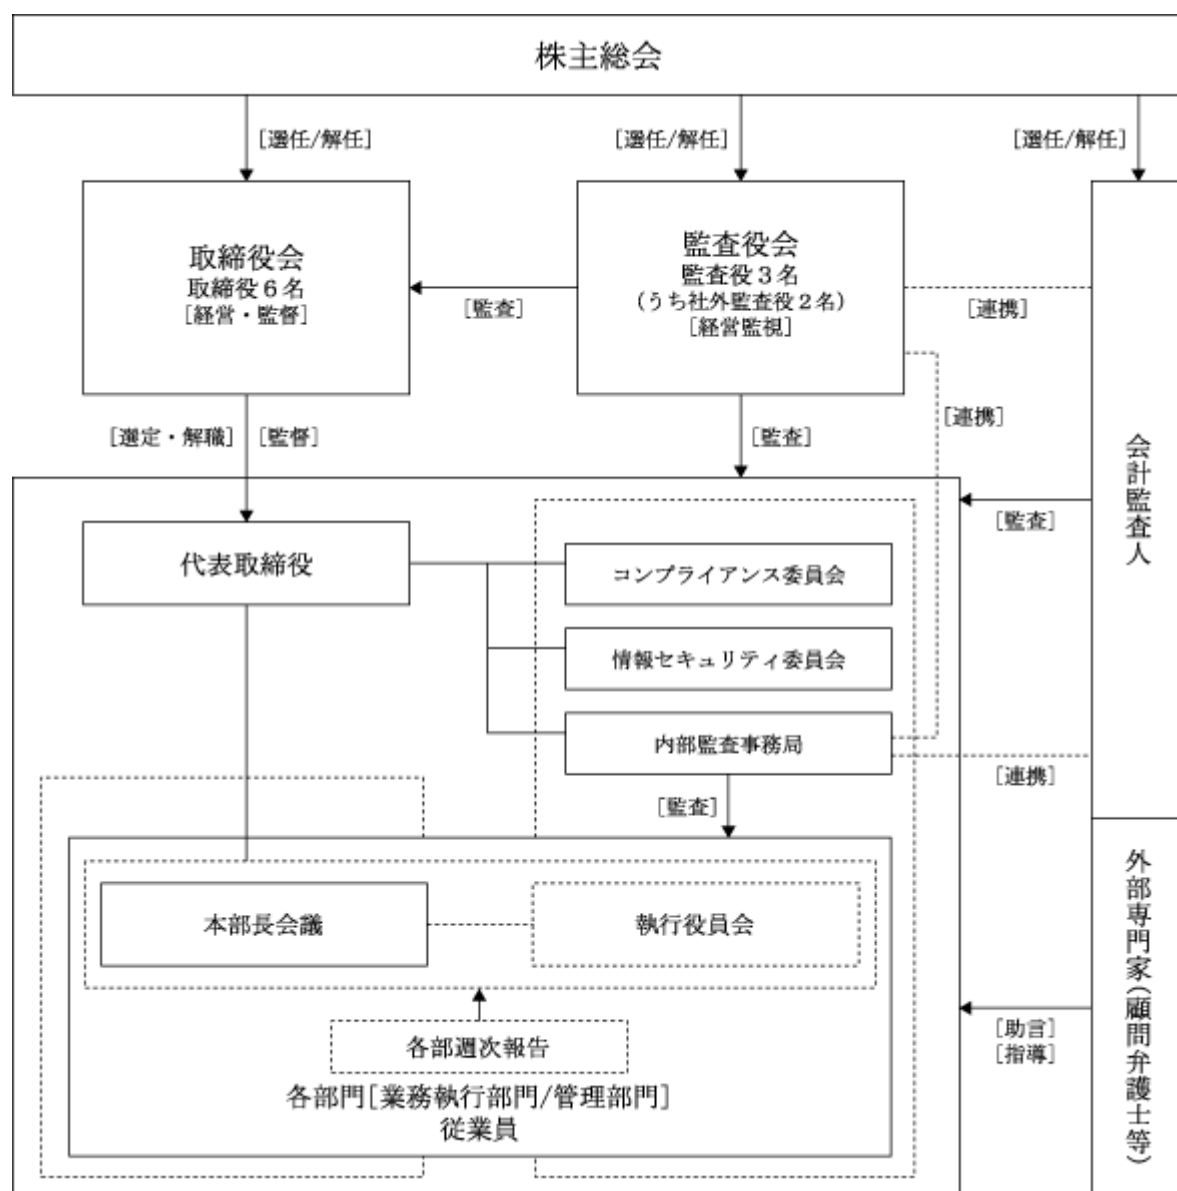 株主総会
[選任/解任]
[選任/解任]
[選任/解任]
取締役会
取締役6名
[経営・監督]
[監査]
監査役会
監査役3名
(うち社外監査役2名)
[経営監視]
[連携]
[連携]
[選定・解職]
[監督]
[監査]
会計監査人
[監査]
代表取締役
コンプライアンス委員会
情報セキュリティ委員会
内部監査事務局
[連携]
[監査]
本部長会議
執行役員会
各部週次報告
各部門[業務執行部門/管理部門]
従業員
[助言]
[指導]
外部専門家(顧問弁護士等)